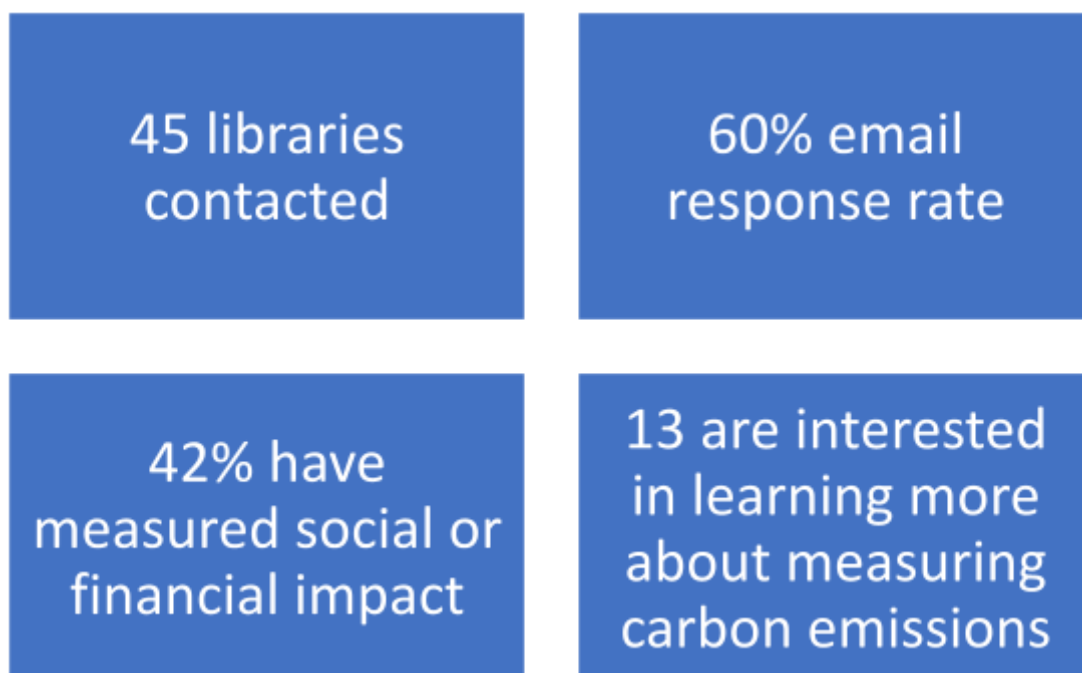 45 libraries
contacted
60% email
response rate
42% have
measured social or
financial impact
13 are interested
in learning more
about measuring
carbon emissions